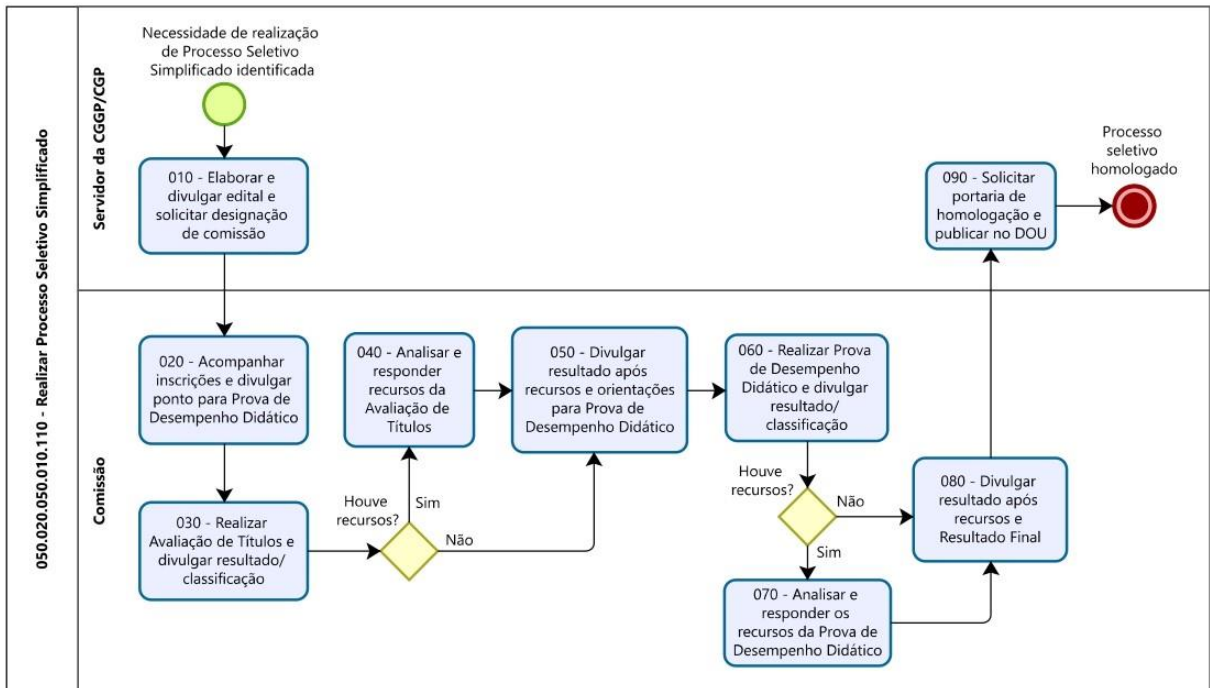 050.020.050.010.110 - Realizar Processo Seletivo Simplificado
Servidor da CGGP/CGP
Necessidade de realização
de Processo Seletivo
Simplificado identificada
010 - Elaborar e
divulgar edital e
solicitar designação
de comissão
090 - Solicitar
portaria de
homologação e
publicar no DOU
Processo
seletivo
homologado
Comissão
020 - Acompanhar
inscrições e divulgar
ponto para Prova de
Desempenho Didático
030 - Realizar
Avaliação de Títulos e
divulgar resultado/
classificação
Houve
recursos?
Sim
Não
040 - Analisar e
responder
recursos da
Avaliação de
Títulos
050 - Divulgar
resultado após
recursos e orientações
para Prova de
Desempenho Didático
060 - Realizar Prova
de Desempenho
Didático e divulgar
resultado/
classificação
Houve
recursos?
Não
Sim
070 - Analisar e
responder os
recursos da Prova de
Desempenho Didático
080 - Divulgar
resultado após
recursos e
Resultado Final